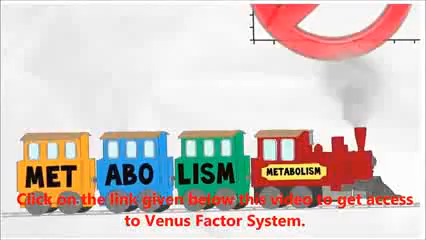 MET ABO LISM METABOLISM
Click on the link given below this video to get access
to Venus Factor System.